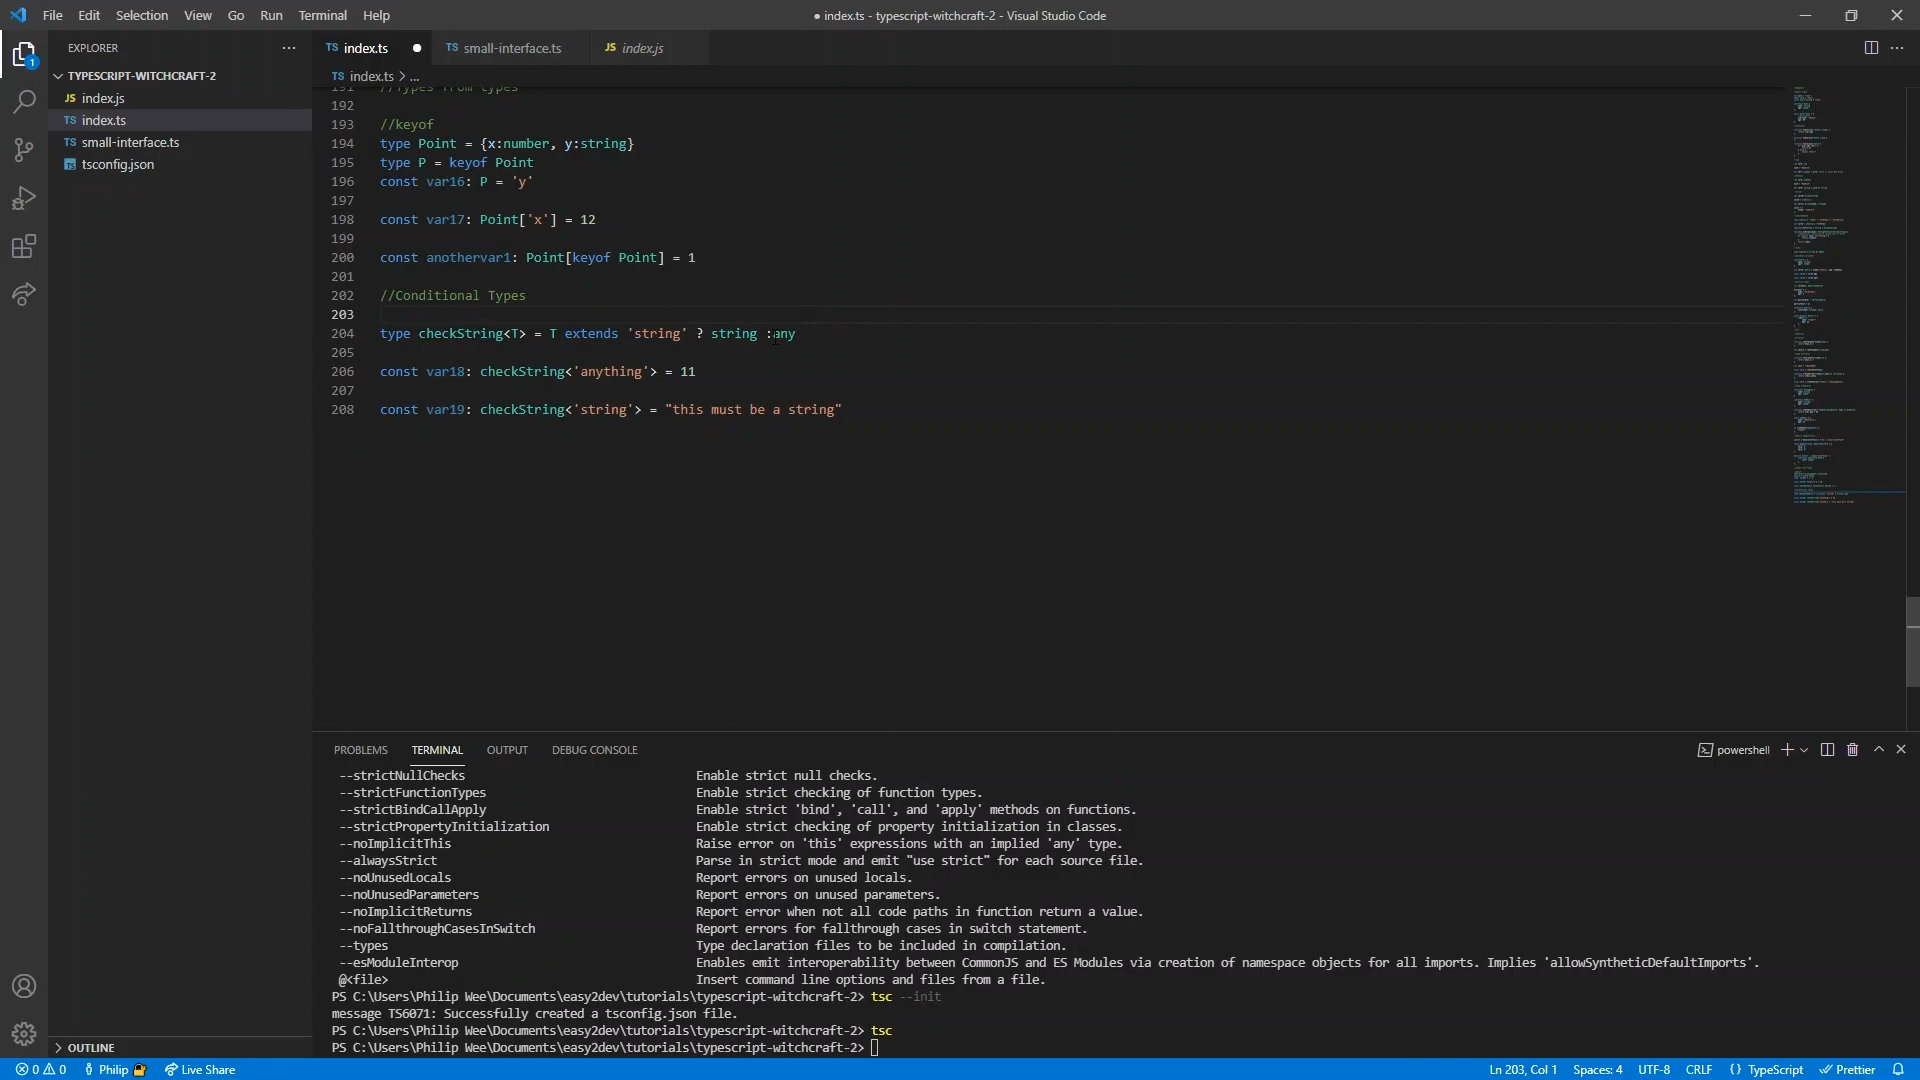 File Edit Selection View Go Run Terminal Help
● index.ts - typescript-witchcraft-2 - Visual Studio Code
EXPLORER
TYPESCRIPT-WITCHCRAFT-2
JS index.js
TS index.ts
TS small-interface.ts
tsconfig.json
OUTLINE
TS index.ts ● TS small-interface.ts JS index.js
TS index.ts > ...
191 //Types from types
192
193 //keyof
194 type Point = {x:number, y:string}
195 type P = keyof Point
196 const var16: P = 'y'
197
198 const var17: Point['x'] = 12
199
200 const anothervar1: Point[keyof Point] = 1
201
202 //Conditional Types
203
204 type checkString<T> = T extends 'string' ? string :any
205
206 const var18: checkString<'anything'> = 11
207
208 const var19: checkString<'string'> = "this must be a string"
PROBLEMS TERMINAL OUTPUT DEBUG CONSOLE
powershell
--strictNullChecks Enable strict null checks.
--strictFunctionTypes Enable strict checking of function types.
--strictBindCallApply Enable strict 'bind', 'call', and 'apply' methods on functions.
--strictPropertyInitialization Enable strict checking of property initialization in classes.
--noImplicitThis Raise error on 'this' expressions with an implied 'any' type.
--alwaysStrict Parse in strict mode and emit "use strict" for each source file.
--noUnusedLocals Report errors on unused locals.
--noUnusedParameters Report errors on unused parameters.
--noImplicitReturns Report error when not all code paths in function return a value.
--noFallthroughCasesInSwitch Report errors for fallthrough cases in switch statement.
--types Type declaration files to be included in compilation.
--esModuleInterop Enables emit interoperability between CommonJS and ES Modules via creation of namespace objects for all imports. Implies 'allowSyntheticDefaultImports'.
@<file> Insert command line options and files from a file.
PS C:\Users\Philip Wee\Documents\easy2dev\tutorials\typescript-witchcraft-2> tsc --init
message TS6071: Successfully created a tsconfig.json file.
PS C:\Users\Philip Wee\Documents\easy2dev\tutorials\typescript-witchcraft-2> tsc
PS C:\Users\Philip Wee\Documents\easy2dev\tutorials\typescript-witchcraft-2>
0 0 Philip Live Share
Ln 203, Col 1 Spaces: 4 UTF-8 CRLF {} TypeScript Prettier
1